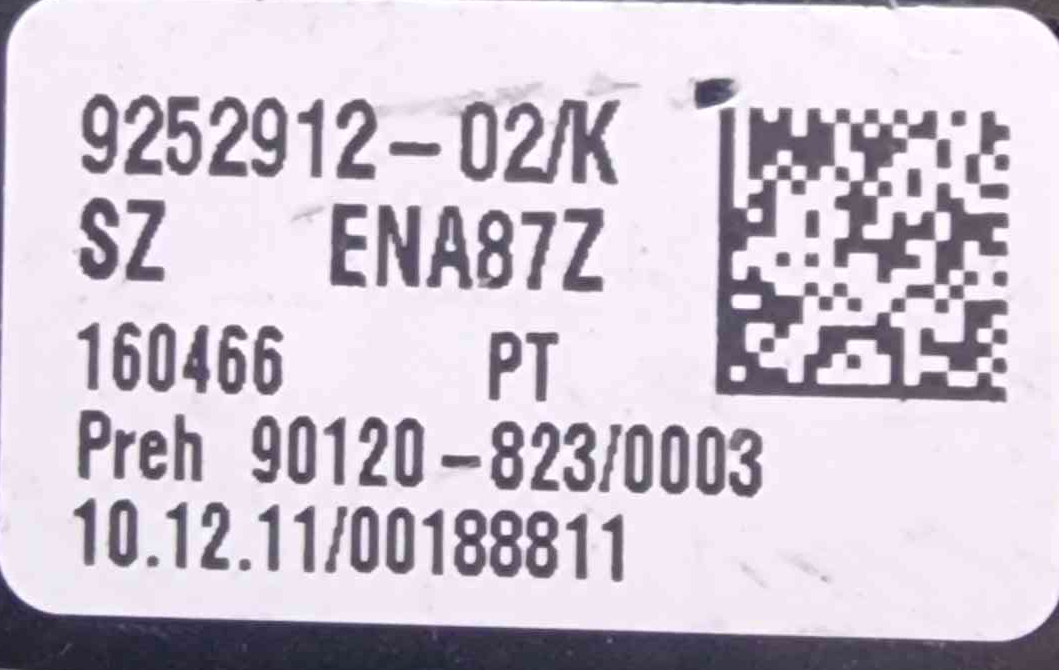 9252912-02/K
SZ ENA87Z
160466 PT
Preh 90120-823/0003
10.12.11/00188811